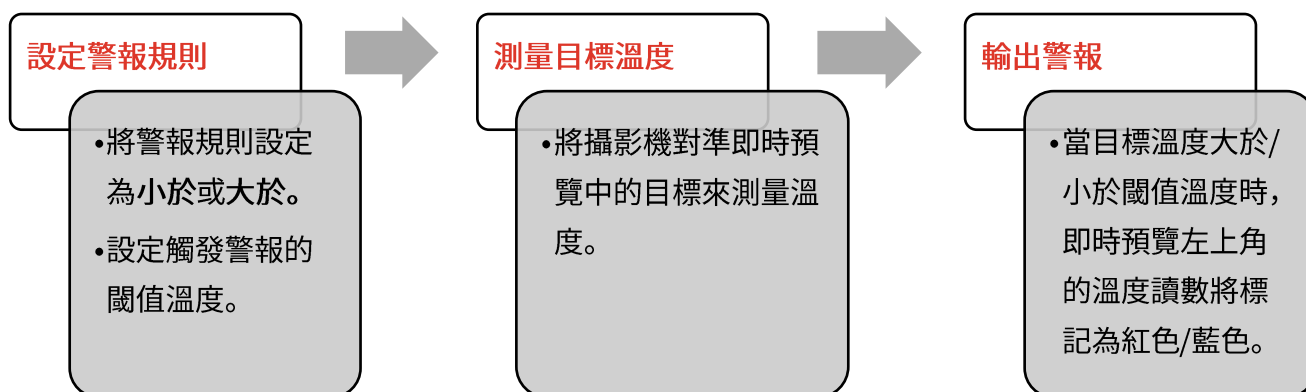 設定警報規則
•將警報規則設定
為小於或大於。
•設定觸發警報的
閾值溫度。
測量目標溫度
•將攝影機對準即時預
覽中的目標來測量溫
度。
輸出警報
•當目標溫度大於/
小於閾值溫度時，
即時預覽左上角
的溫度讀數將標
記為紅色/藍色。